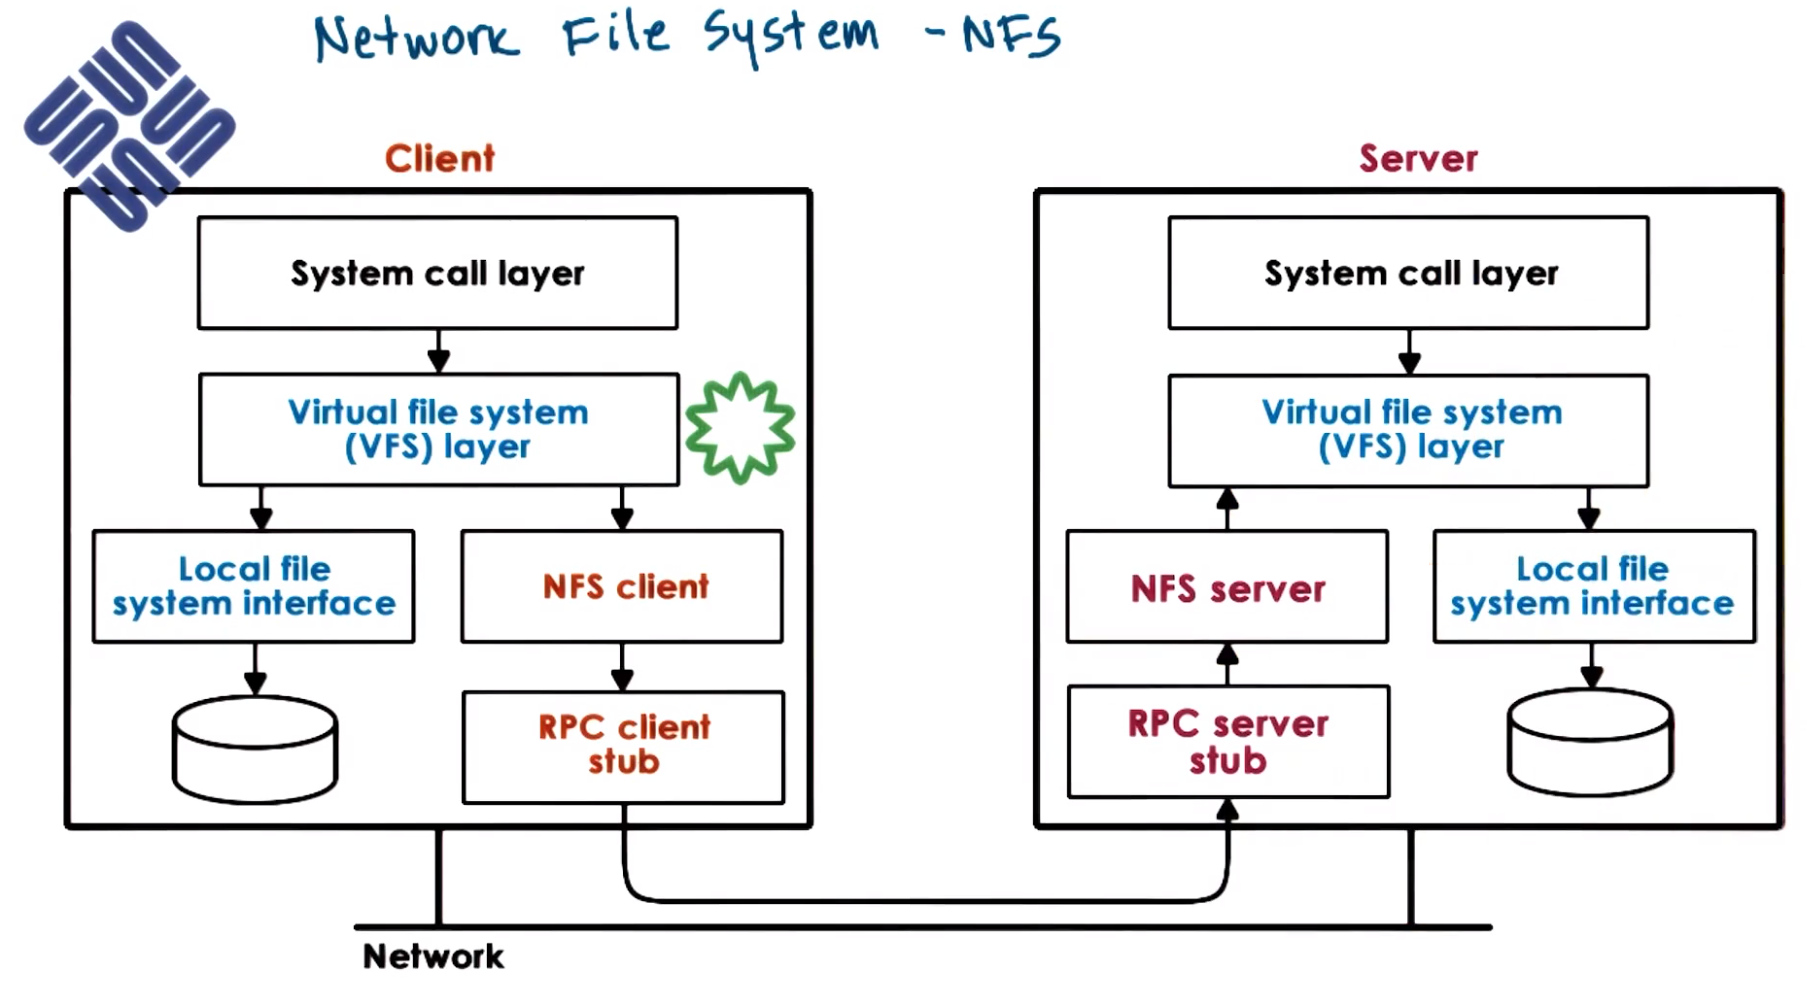 Network File System - NFS
Client
Server
System call layer
Virtual file system
(VFS) layer
Local file
system interface
NFS client
RPC client
stub
System call layer
Virtual file system
(VFS) layer
NFS server
Local file
system interface
RPC server
stub
Network